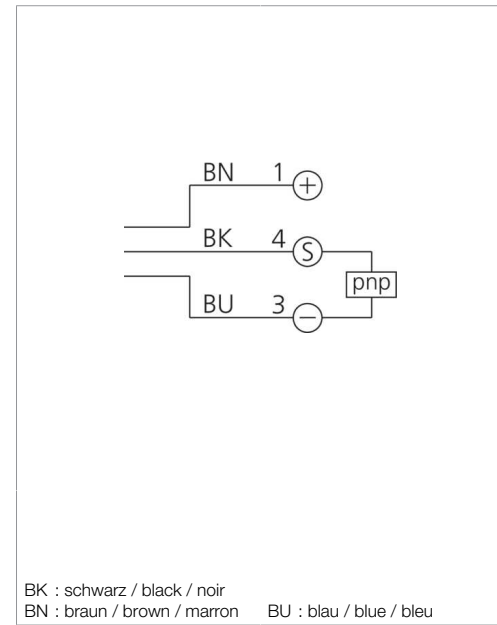 BN 1 +
BK 4 S
pnp
BU 3 −
BK : schwarz / black / noir
BN : braun / brown / marron BU : blau / blue / bleu